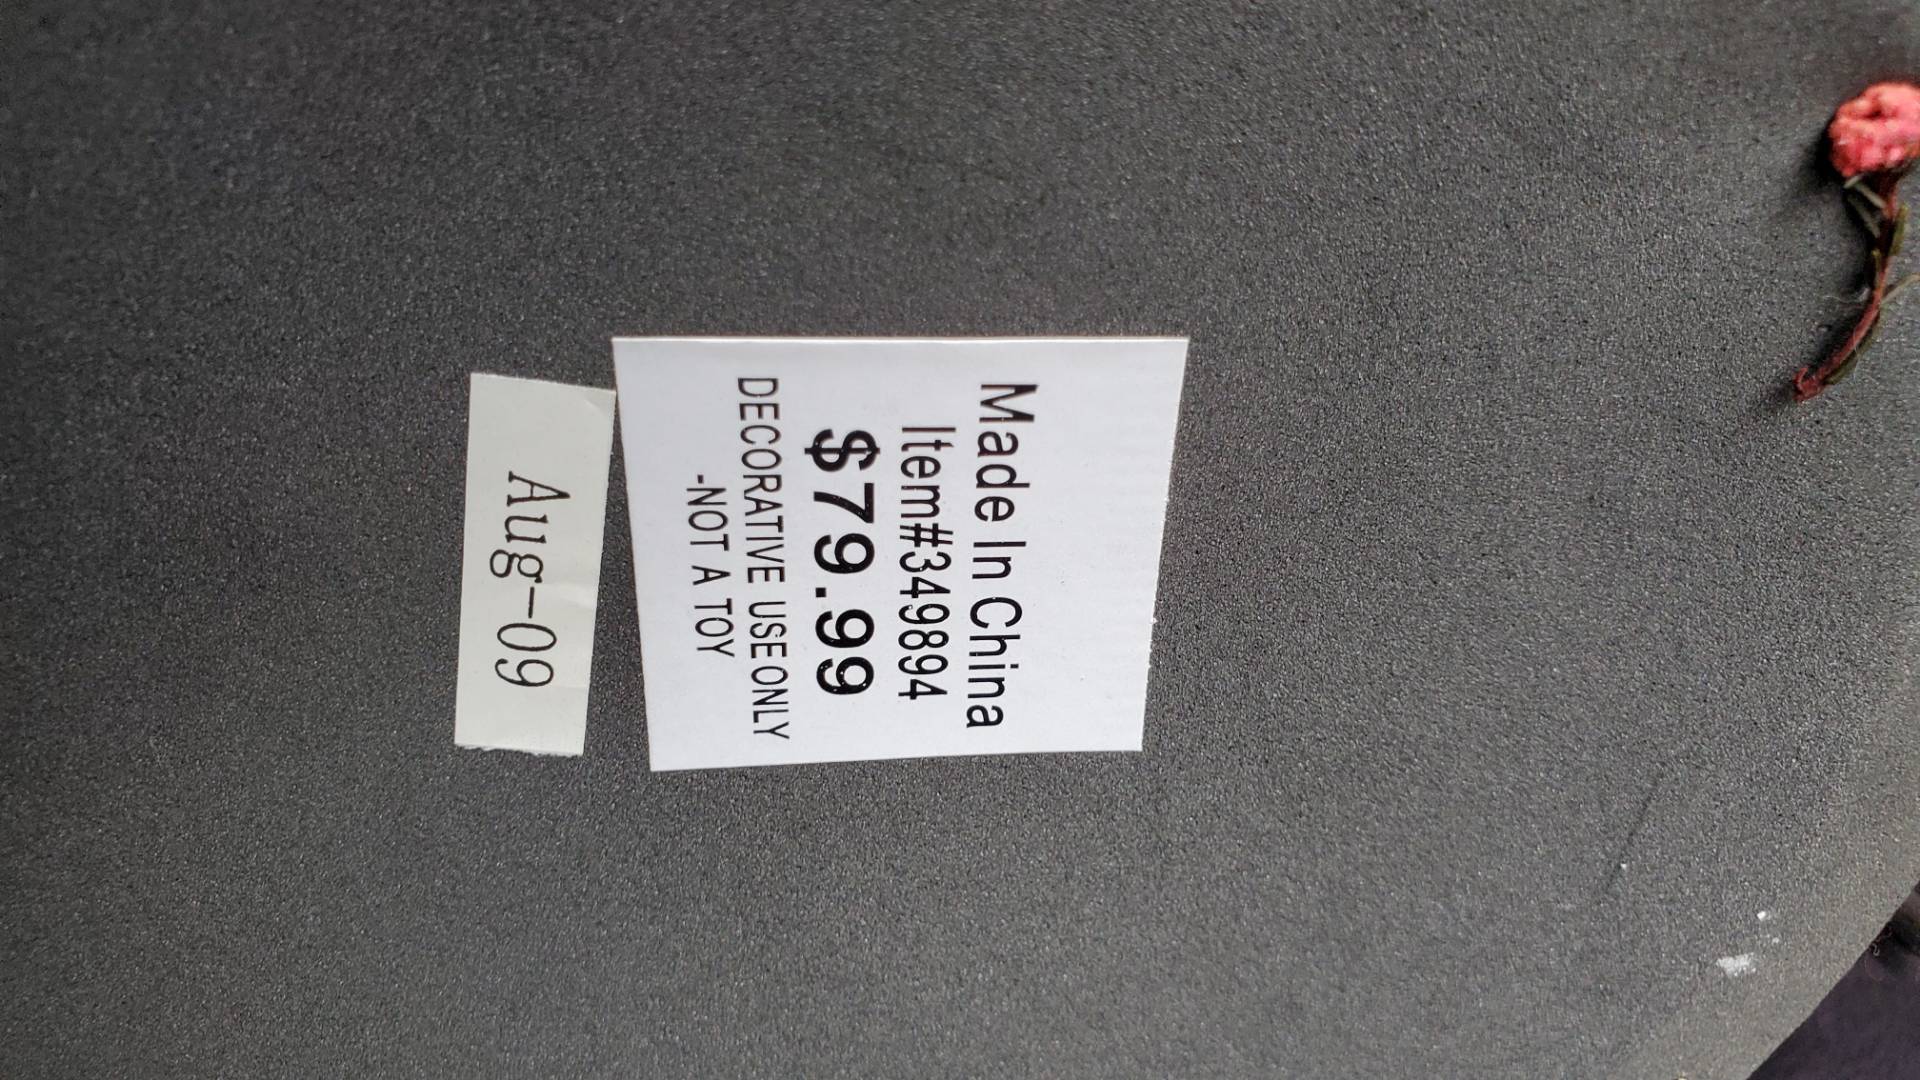 Made In China
Item#349894
$79.99
DECORATIVE USE ONLY
-NOT A TOY
Aug-09